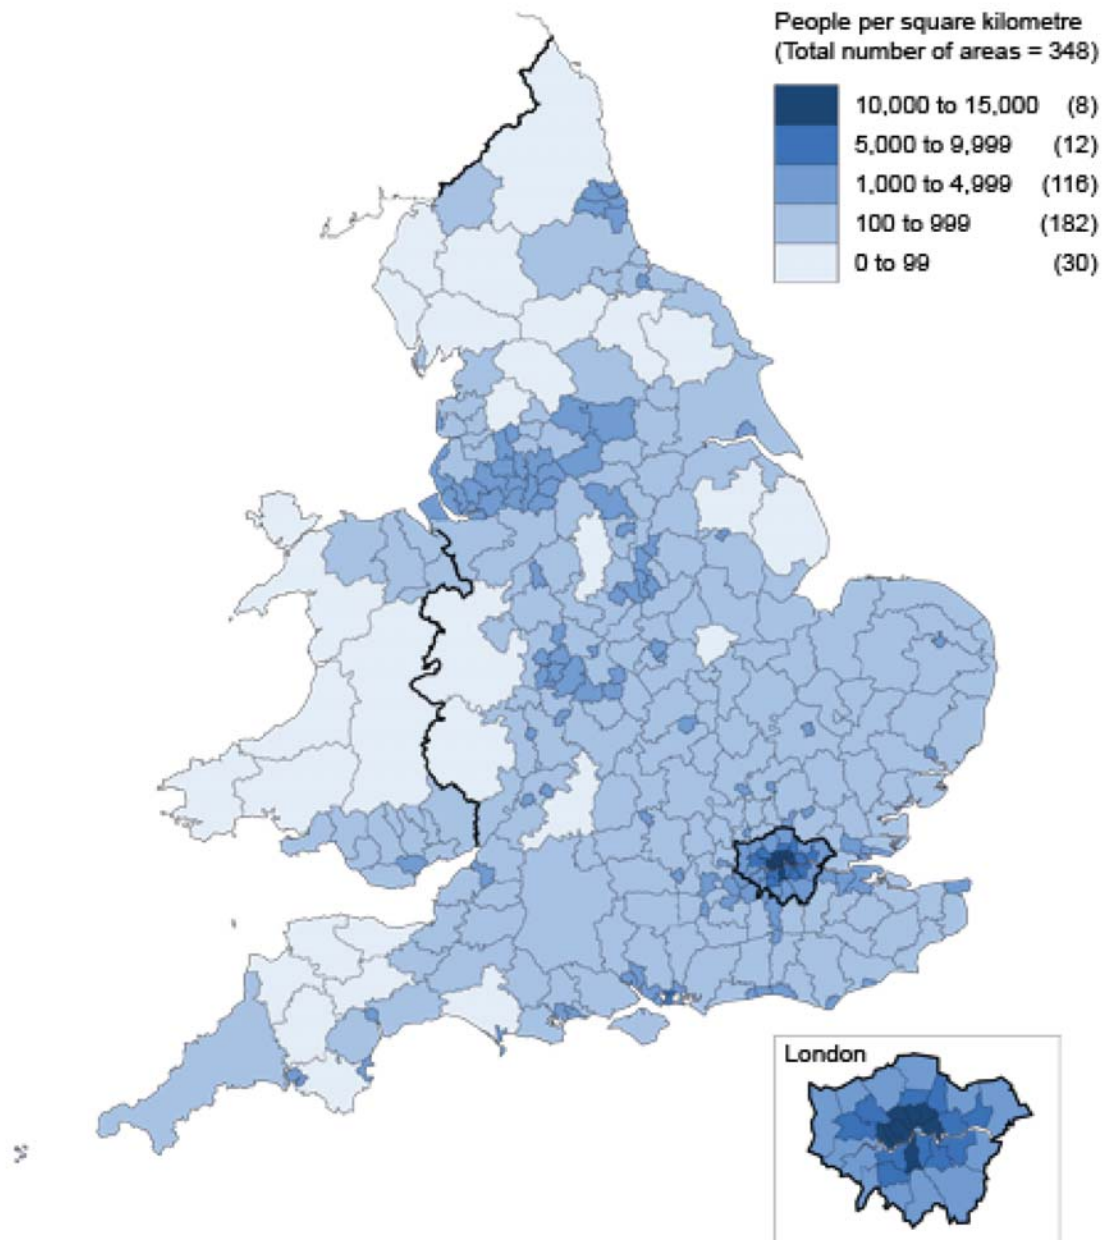 People per square kilometre
(Total number of areas = 348)
10,000 to 15,000 (8)
5,000 to 9,999 (12)
1,000 to 4,999 (116)
100 to 999 (182)
0 to 99 (30)
London